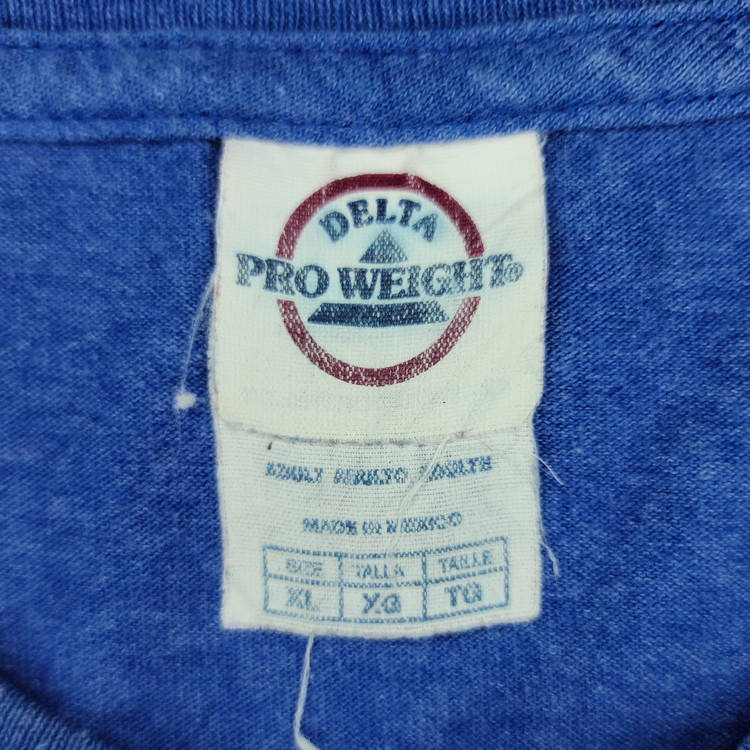 DELTA
PRO WEIGHT®
ADULT ADULTO ADULTE
MADE IN MEXICO
SIZE TALLA TAILLE
XL XG TG